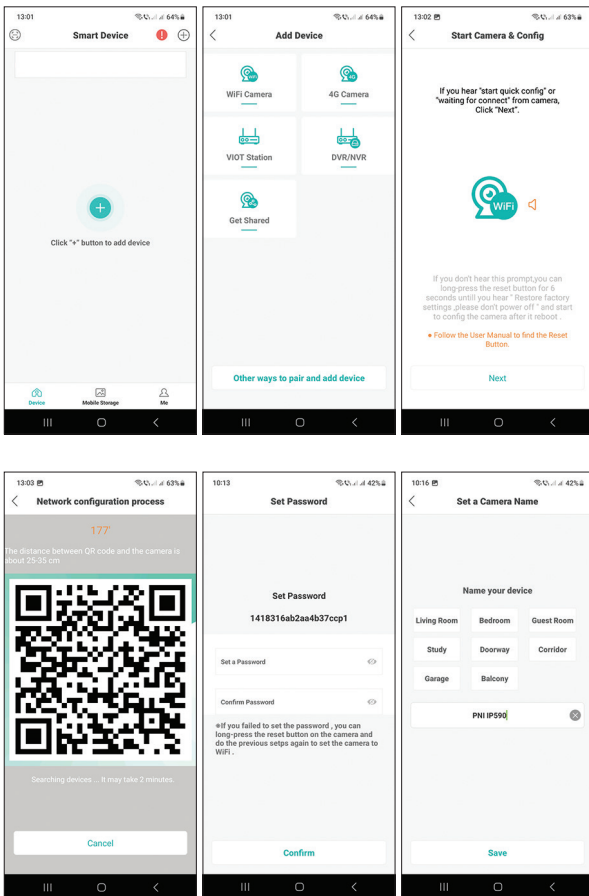 13:01
64%
Smart Device
Click "+" button to add device
Device
Mobile Storage
Me
13:01
64%
Add Device
WiFi
WiFi Camera
4G
4G Camera
VIOT Station
DVR/NVR
Get Shared
Other ways to pair and add device
13:02
63%
Start Camera & Config
If you hear "start quick config" or
"waiting for connect" from camera,
Click "Next".
WiFi
If you don't hear this prompt,you can
long-press the reset button for 6
seconds untill you hear " Restore factory
settings ,please don't power off " and start
to config the camera after it reboot .
● Follow the User Manual to find the Reset
Button.
Next
13:03
63%
Network configuration process
177'
The distance between QR code and the camera is
about 25-35 cm
Searching devices ... It may take 2 minutes.
Cancel
10:13
42%
Set Password
Set Password
1418316ab2aa4b37ccp1
Set a Password
Confirm Password
*If you failed to set the password , you can
long-press the reset button on the camera and
do the previous setps again to set the camera to
WiFi .
Confirm
10:16
42%
Set a Camera Name
Name your device
Living Room
Bedroom
Guest Room
Study
Doorway
Corridor
Garage
Balcony
PNI IP590
Save